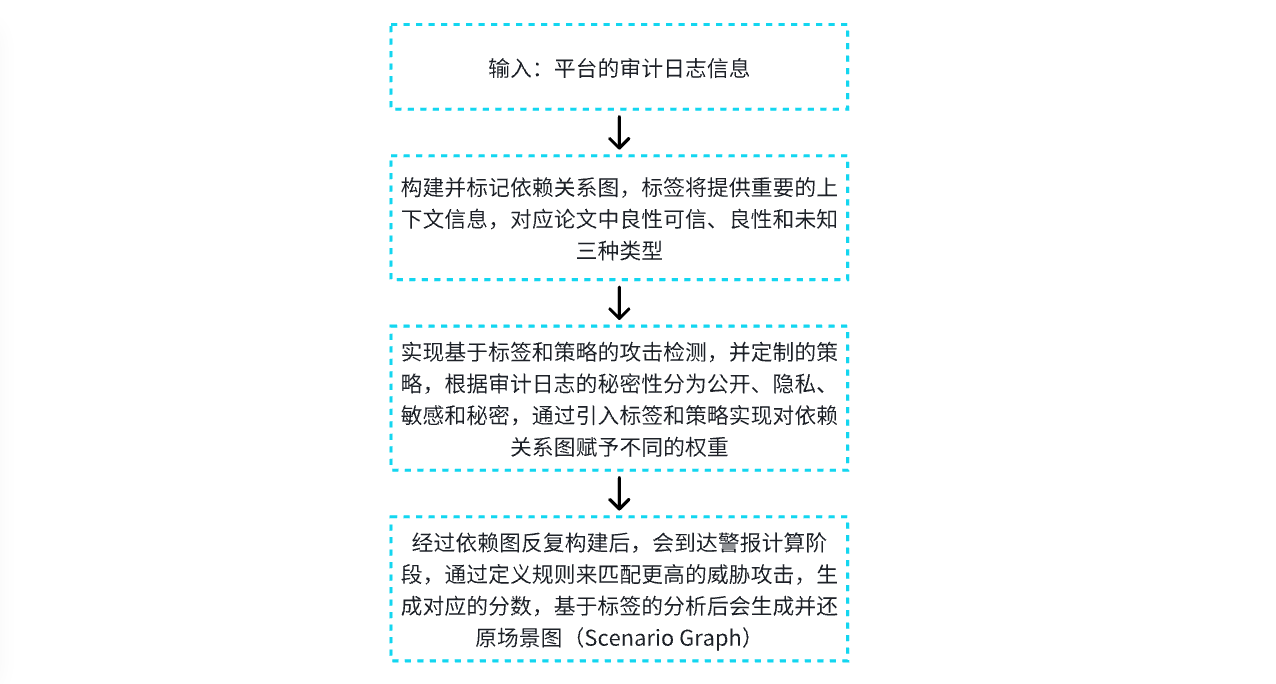 输入：平台的审计日志信息
构建并标记依赖关系图，标签将提供重要的上
下文信息，对应论文中良性可信、良性和未知
三种类型
实现基于标签和策略的攻击检测，并定制的策
略，根据审计日志的秘密性分为公开、隐私、
敏感和秘密，通过引入标签和策略实现对依赖
关系图赋予不同的权重
经过依赖图反复构建后，会到达警报计算阶
段，通过定义规则来匹配更高的威胁攻击，生
成对应的分数，基于标签的分析后会生成并还
原场景图（Scenario Graph）